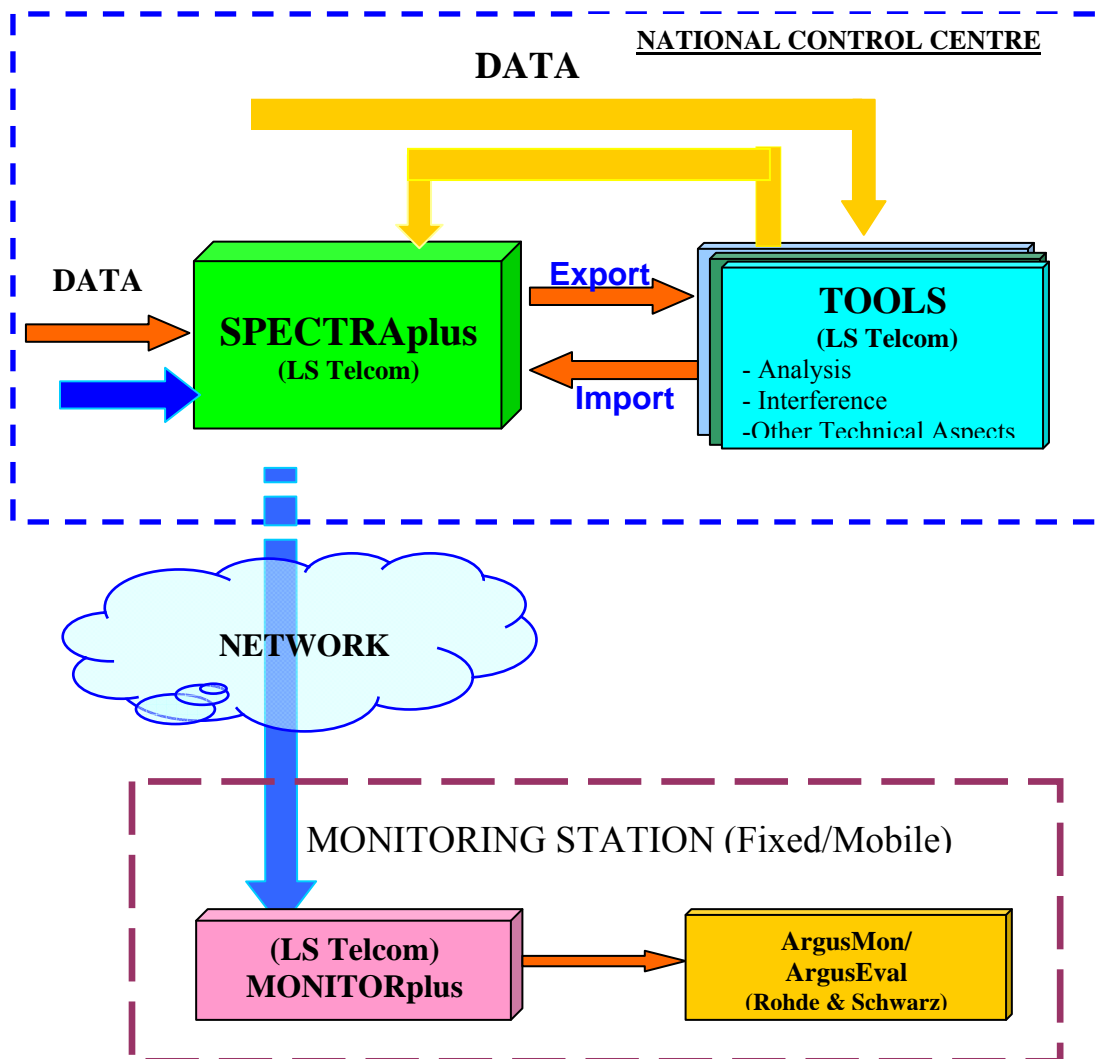 NATIONAL CONTROL CENTRE
DATA
DATA
SPECTRAplus
(LS Telcom)
Export
Import
TOOLS
(LS Telcom)
- Analysis
- Interference
-Other Technical Aspects
NETWORK
MONITORING STATION (Fixed/Mobile)
(LS Telcom)
MONITORplus
ArgusMon/
ArgusEval
(Rohde & Schwarz)